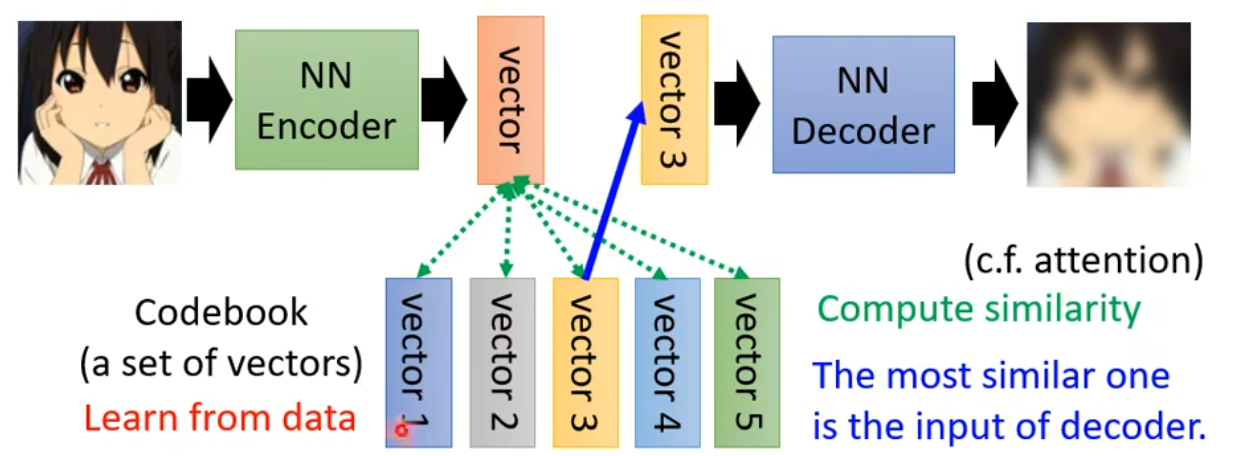 NN
Encoder
vector
vector 3
NN
Decoder
(c.f. attention)
Codebook
(a set of vectors)
Learn from data
vector 1
vector 2
vector 3
vector 4
vector 5
Compute similarity
The most similar one
is the input of decoder.